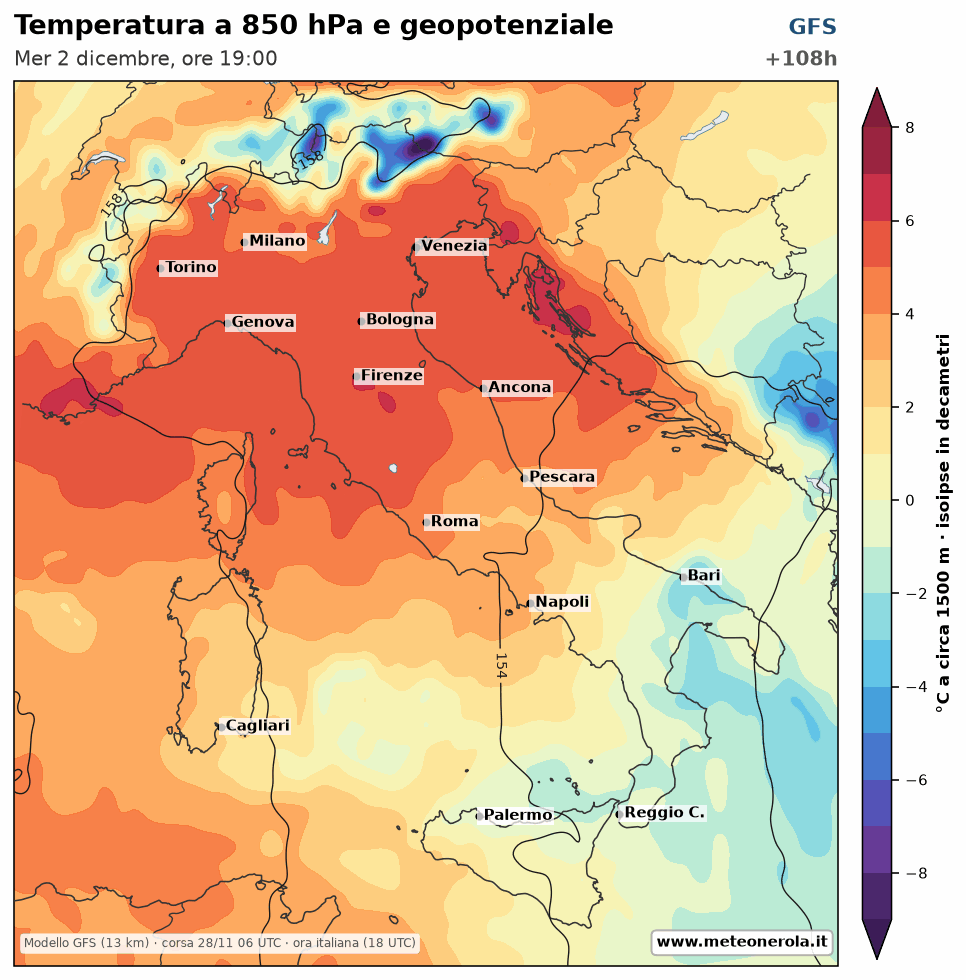 Temperatura a 850 hPa e geopotenziale
GFS
Mer 2 dicembre, ore 19:00
+108h
158
158
Milano
Venezia
Torino
Genova
Bologna
Firenze
Ancona
Pescara
Roma
Bari
Napoli
154
Cagliari
Palermo
Reggio C.
8
6
4
2
0
−2
−4
−6
−8
°C a circa 1500 m · isoipse in decametri
Modello GFS (13 km) · corsa 28/11 06 UTC · ora italiana (18 UTC)
www.meteonerola.it